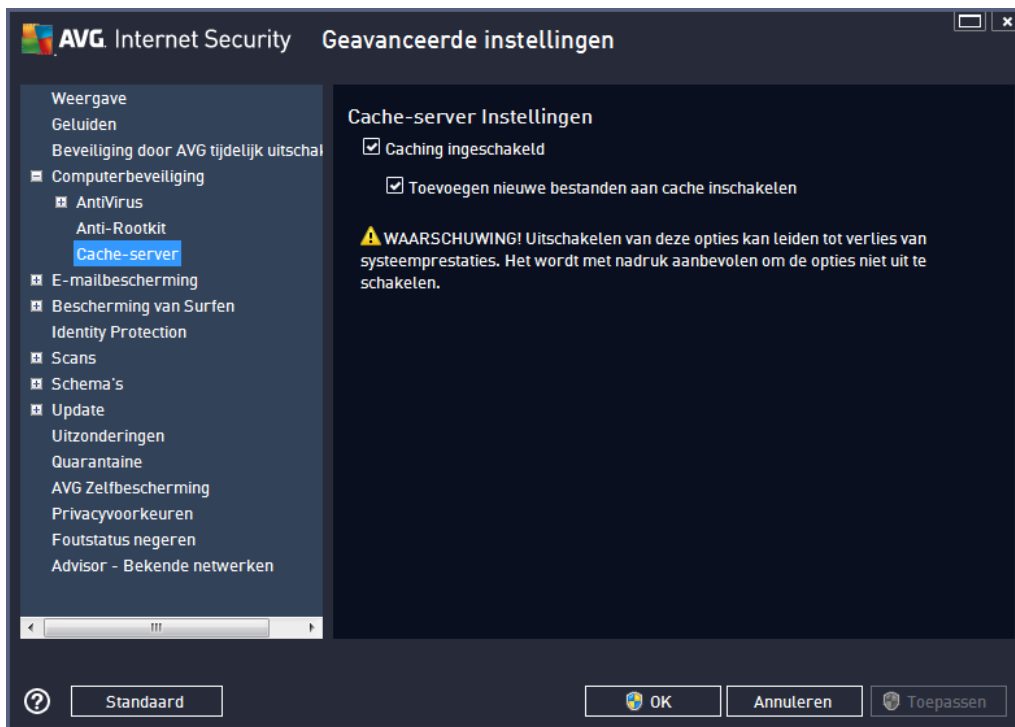 AVG. Internet Security Geavanceerde instellingen
Weergave
Geluiden
Beveiliging door AVG tijdelijk uitschak
Computerbeveiliging
AntiVirus
Anti-Rootkit
Cache-server
E-mailbescherming
Bescherming van Surfen
Identity Protection
Scans
Schema's
Update
Uitzonderingen
Quarantaine
AVG Zelfbescherming
Privacyvoorkeuren
Foutstatus negeren
Advisor - Bekende netwerken
Cache-server Instellingen
Caching ingeschakeld
Toevoegen nieuwe bestanden aan cache inschakelen
WAARSCHUWING! Uitschakelen van deze opties kan leiden tot verlies van
systeemprestaties. Het wordt met nadruk aanbevolen om de opties niet uit te
schakelen.
? Standaard OK Annuleren Toepassen